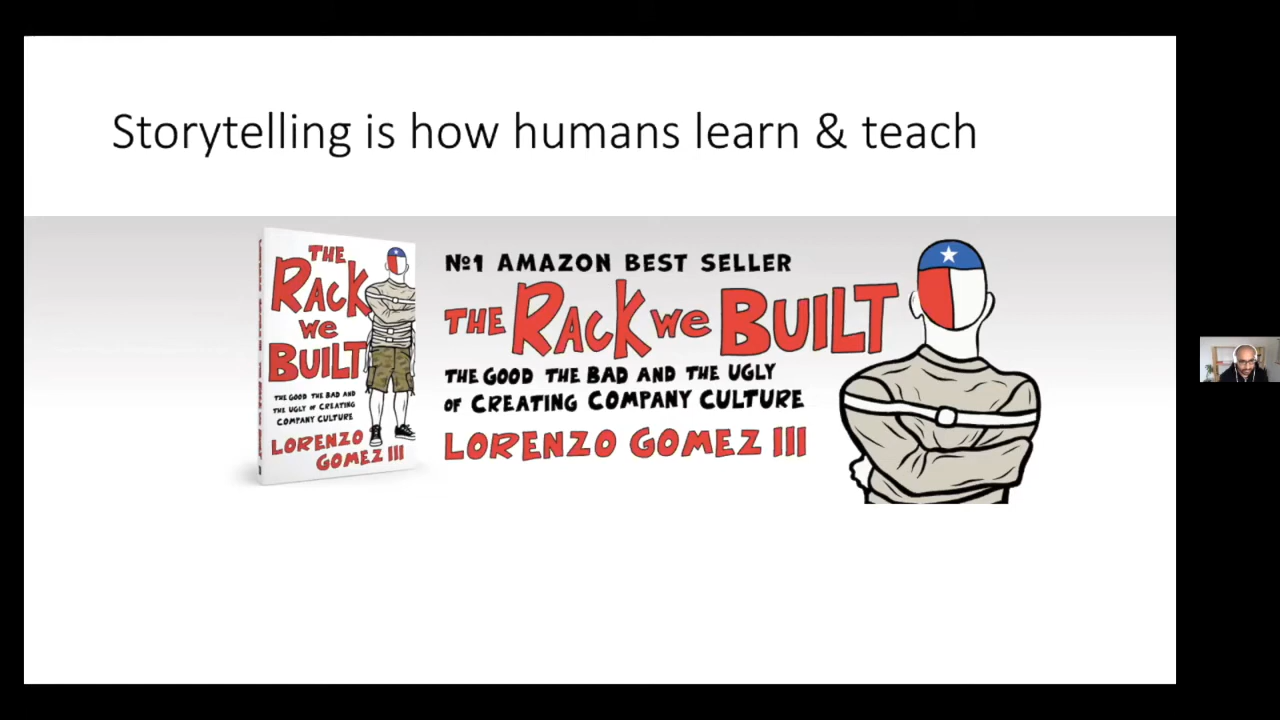 Storytelling is how humans learn & teach
THE
RACK
WE
BUILT
THE GOOD THE BAD AND
THE UGLY OF CREATING
COMPANY CULTURE
LORENZO
GOMEZ III
Nº1 AMAZON BEST SELLER
THE RACK WE BUILT
THE GOOD THE BAD AND THE UGLY
OF CREATING COMPANY CULTURE
LORENZO GOMEZ III